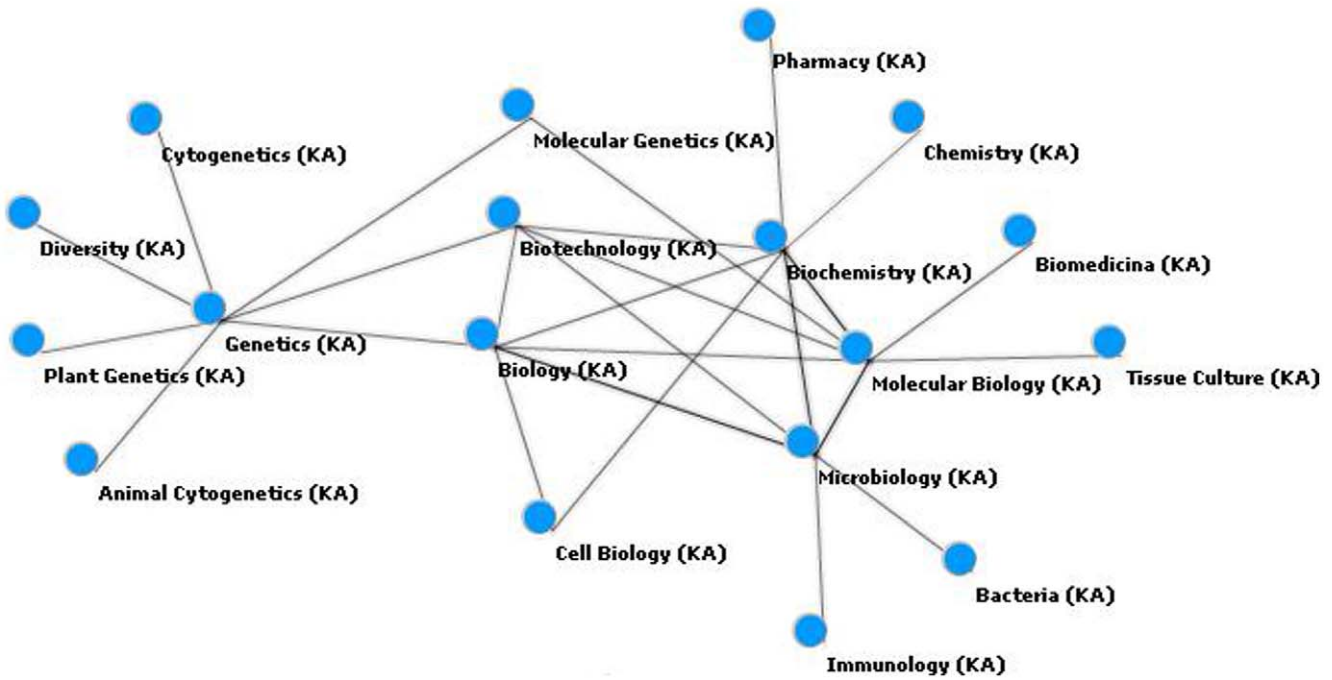 Pharmacy (KA)
Molecular Genetics (KA)
Cytogenetics (KA)
Chemistry (KA)
Diversity (KA)
Biotechnology (KA)
Biochemistry (KA)
Biomedicina (KA)
Genetics (KA)
Plant Genetics (KA)
Biology (KA)
Molecular Biology (KA)
Tissue Culture (KA)
Microbiology (KA)
Animal Cytogenetics (KA)
Cell Biology (KA)
Bacteria (KA)
Immunology (KA)